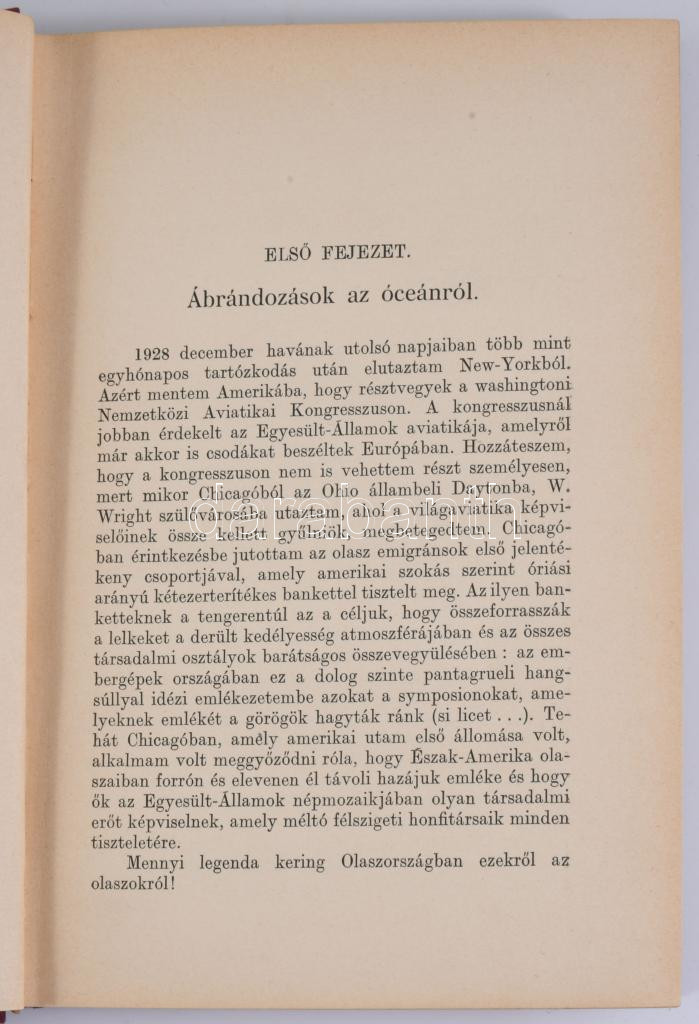 ELSŐ FEJEZET.
Ábrándozások az óceánról.
1928 december havának utolsó napjaiban több mint
egyhónapos tartózkodás után elutaztam New-Yorkból.
Azért mentem Amerikába, hogy résztvegyek a washingtoni
Nemzetközi Aviatikai Kongresszuson. A kongresszusnál
jobban érdekelt az Egyesült-Államok aviatikája, amelyről
már akkor is csodákat beszéltek Európában. Hozzáteszem,
hogy a kongresszuson nem is vehettem részt személyesen,
mert mikor Chicagóból az Ohio állambeli Daytonba, W.
Wright szülővárosába utaztam, ahol a világaviatika képvi-
selőinek össze kellett gyűlniök, megbetegedtem. Chicagó-
ban érintkezésbe jutottam az olasz emigránsok első jelenté-
keny csoportjával, amely amerikai szokás szerint óriási
arányú kétezerterítékes bankettel tisztelt meg. Az ilyen ban-
ketteknek a tengerentúl az a céljuk, hogy összeforrasszák
a lelkeket a derült kedélyesség atmoszférájában és az összes
társadalmi osztályok barátságos összevegyülésében : az em-
bergépek országában ez a dolog szinte pantagrueli hang-
súllyal idézi emlékezetembe azokat a symposionokat, ame-
lyeknek emlékét a görögök hagyták ránk (si licet . . .). Te-
hát Chicagóban, amely amerikai utam első állomása volt,
alkalmam volt meggyőződni róla, hogy Észak-Amerika ola-
szaiban forrón és elevenen él távoli hazájuk emléke és hogy
ők az Egyesült-Államok népmozaikjában olyan társadalmi
erőt képviselnek, amely méltó félszigeti honfitársaik minden
tiszteletére.
Mennyi legenda kering Olaszországban ezekről az
olaszokról!
darabanth